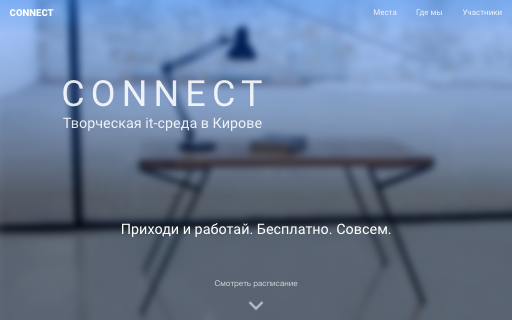 CONNECT
Места Где мы Участники
CONNECT
Творческая it-среда в Кирове
Приходи и работай. Бесплатно. Совсем.
Смотреть расписание